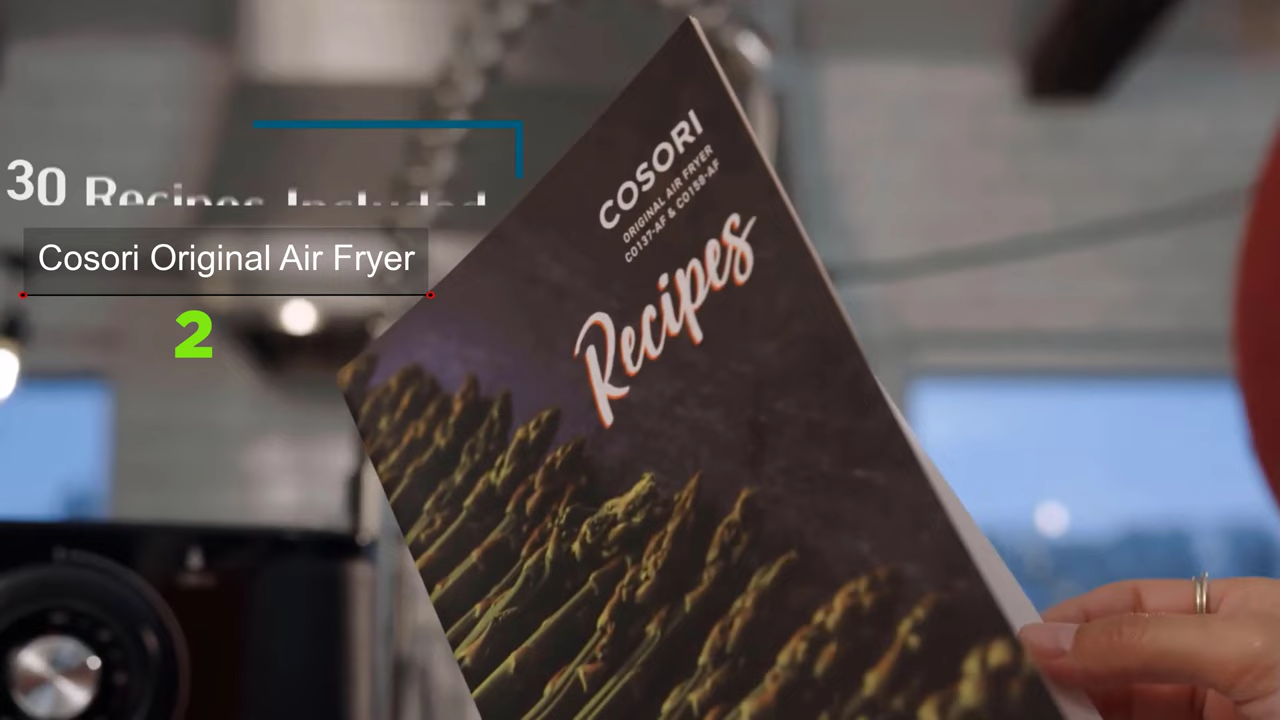 30 Recipes Included
Cosori Original Air Fryer
2
COSORI
ORIGINAL AIR FRYER
CO137-AF & CO158-AF
Recipes